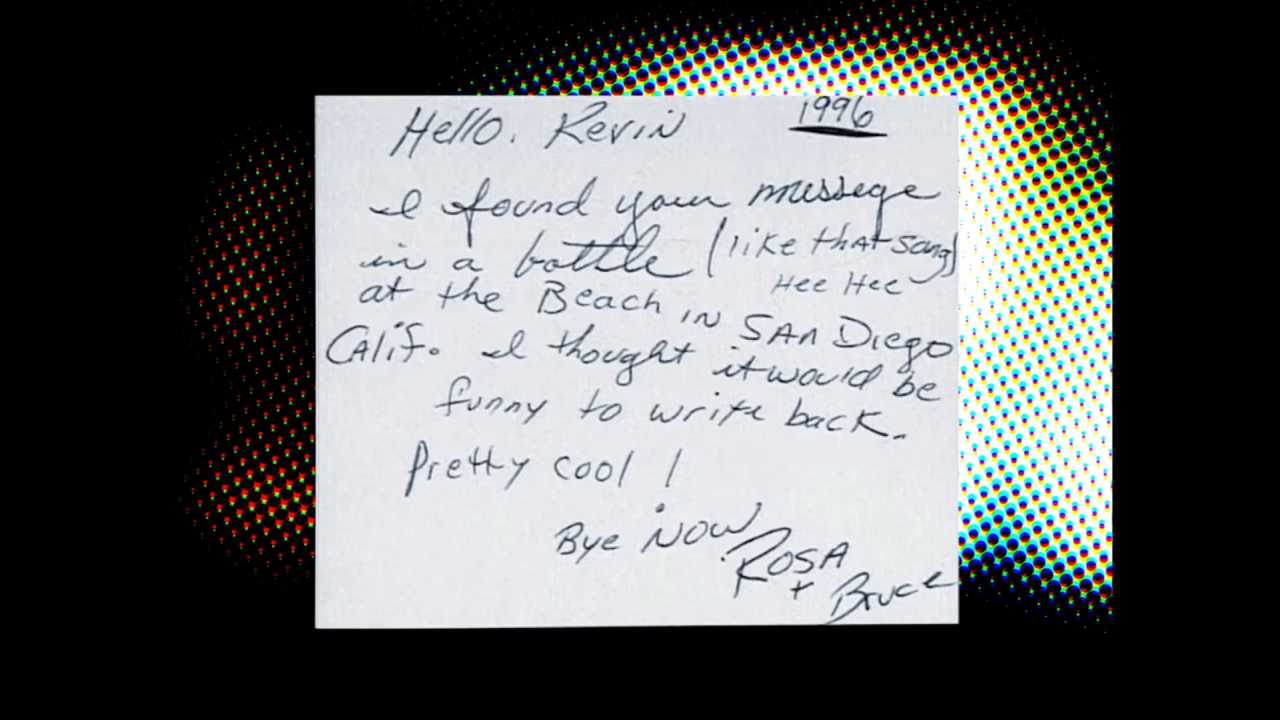 Hello. Kevin 1996
I found your messege
in a bottle (like that song)
Hee Hee
at the Beach in San Diego
Calif. I thought it would be
funny to write back.
Pretty cool!
Bye Now
Rosa
+ Bruce